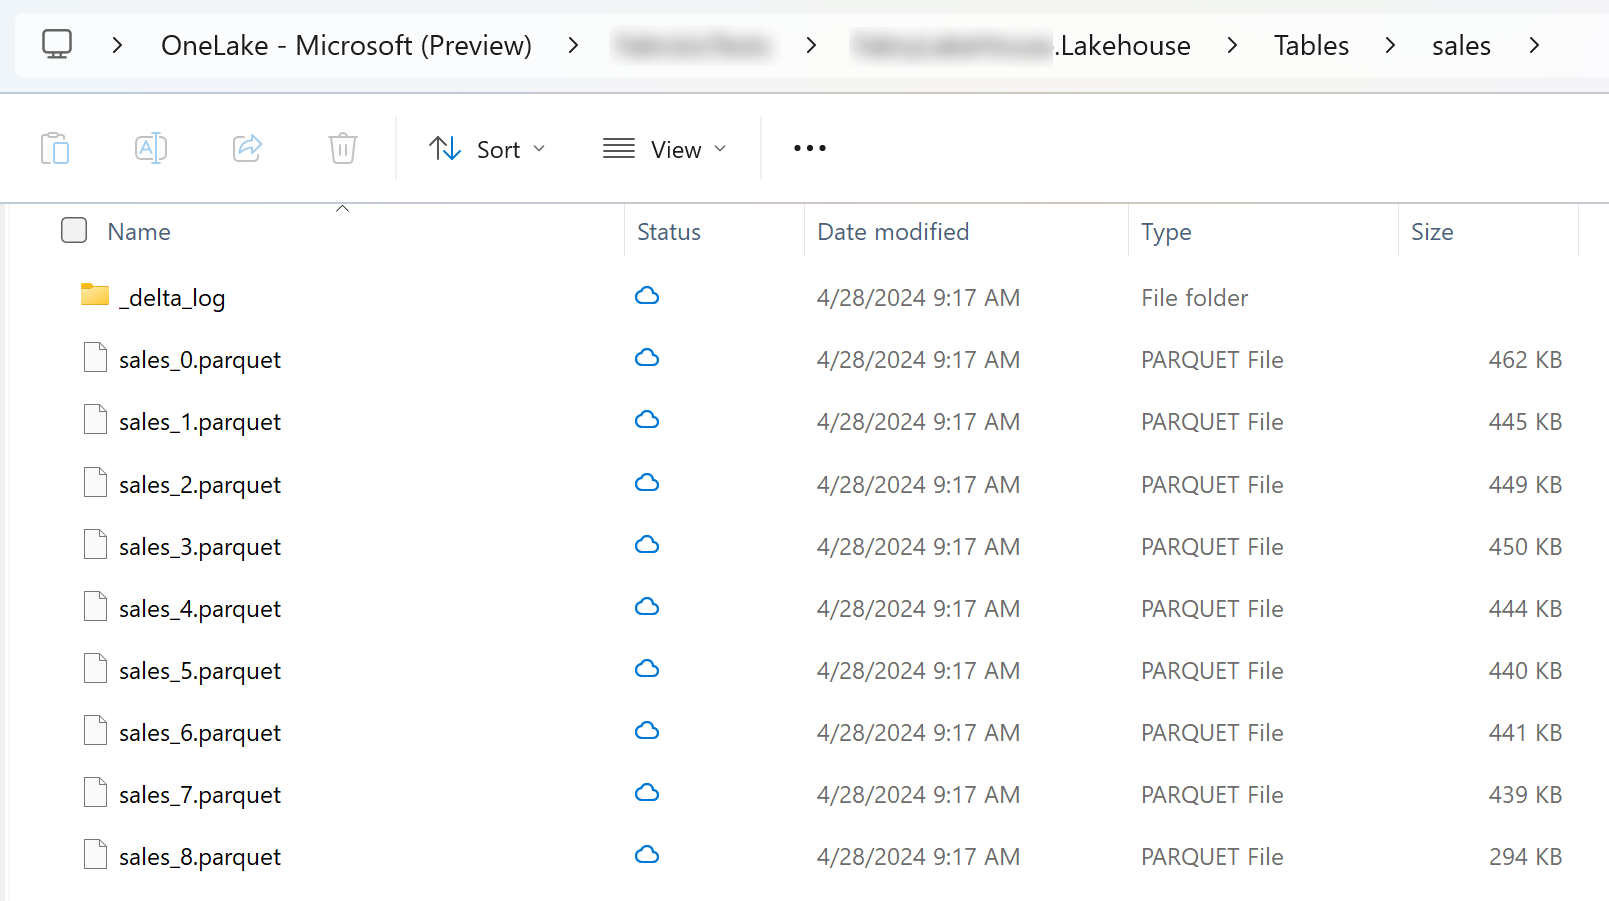 OneLake - Microsoft (Preview) .Lakehouse Tables sales
Sort View
Name Status Date modified Type Size
_delta_log 4/28/2024 9:17 AM File folder
sales_0.parquet 4/28/2024 9:17 AM PARQUET File 462 KB
sales_1.parquet 4/28/2024 9:17 AM PARQUET File 445 KB
sales_2.parquet 4/28/2024 9:17 AM PARQUET File 449 KB
sales_3.parquet 4/28/2024 9:17 AM PARQUET File 450 KB
sales_4.parquet 4/28/2024 9:17 AM PARQUET File 444 KB
sales_5.parquet 4/28/2024 9:17 AM PARQUET File 440 KB
sales_6.parquet 4/28/2024 9:17 AM PARQUET File 441 KB
sales_7.parquet 4/28/2024 9:17 AM PARQUET File 439 KB
sales_8.parquet 4/28/2024 9:17 AM PARQUET File 294 KB